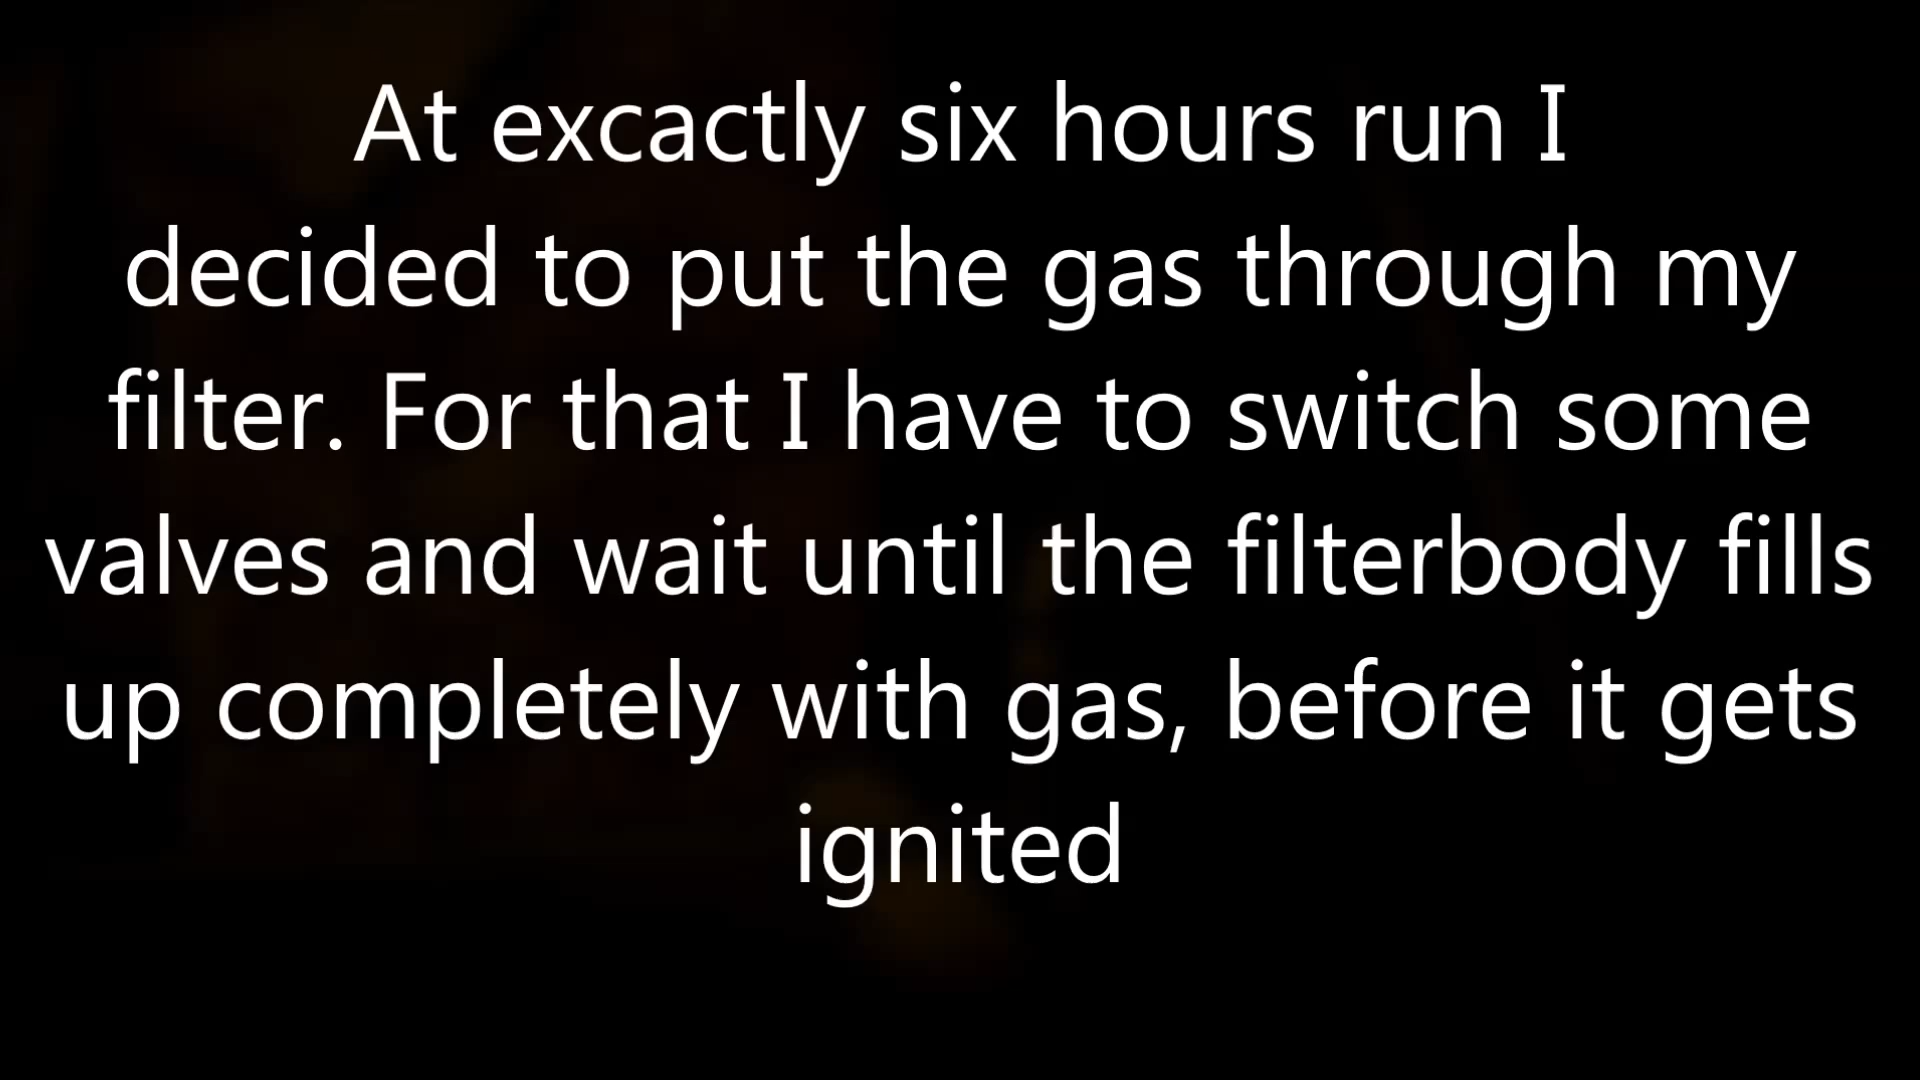 At excactly six hours run I
decided to put the gas through my
filter. For that I have to switch some
valves and wait until the filterbody fills
up completely with gas, before it gets
ignited